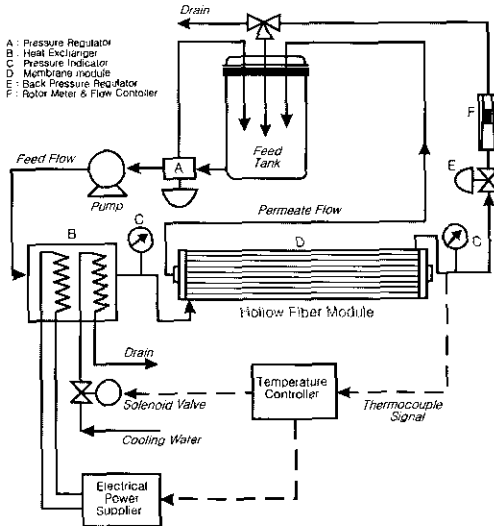 Drain
A : Pressure Regulator
B : Heat Exchanger
C : Pressure Indicator
D : Membrane module
E : Back Pressure Regulator
F : Rotor Meter & Flow Contoller
Feed Flow
Pump
A
Feed
Tank
F
E
Permeate Flow
B
C
D
C
Hollow Fiber Module
Drain
Solenoid Valve
Temperature
Controller
Thermocouple
Signal
Cooling Water
Electrical
Power
Supplier